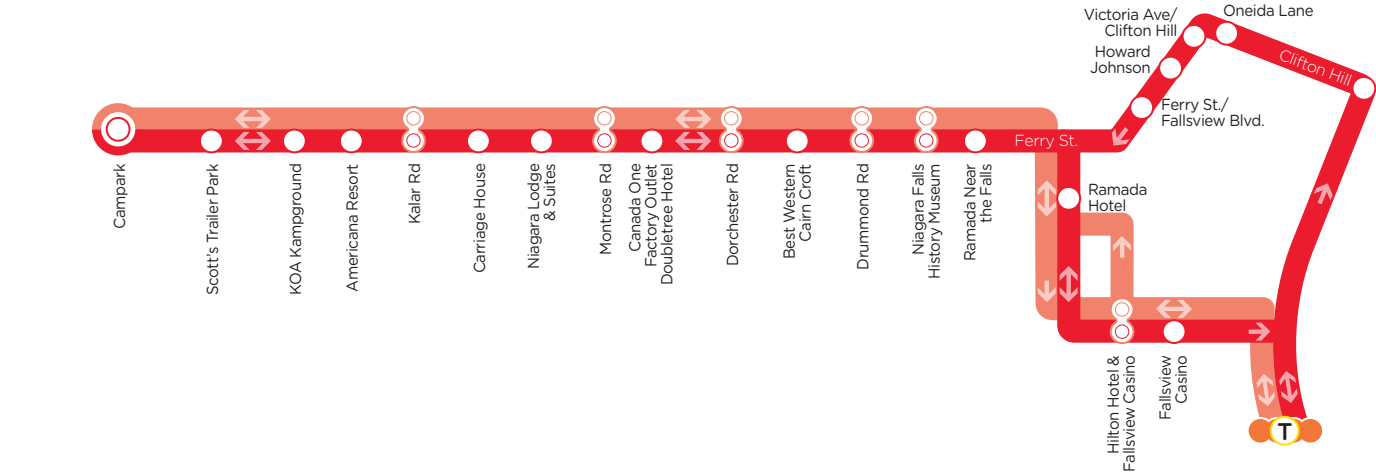 Victoria Ave/
Clifton Hill
Oneida Lane
Howard
Johnson
Clifton Hill
Ferry St./
Fallsview Blvd.
Ferry St.
Campark
Scott's Trailer Park
KOA Kampground
Americana Resort
Kalar Rd
Carriage House
Niagara Lodge
& Suites
Montrose Rd
Canada One
Factory Outlet
Doubletree Hotel
Dorchester Rd
Best Western
Cairn Croft
Drummond Rd
Niagara Falls
History Museum
Ramada Near
the Falls
Ramada
Hotel
Hilton Hotel &
Fallsview Casino
Fallsview
Casino
T